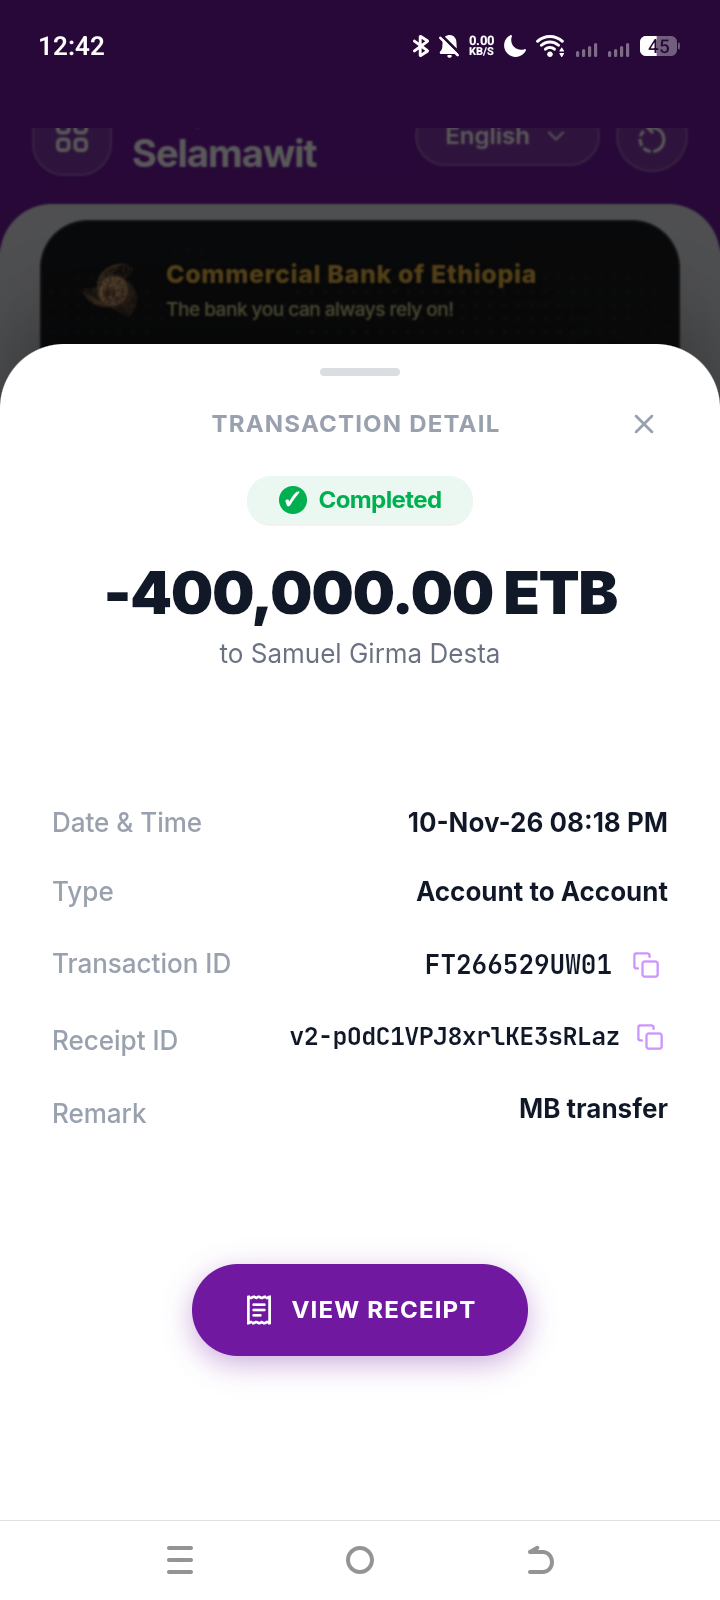 12:42
0.00
KB/S
45
Selamawit
English
Commercial Bank of Ethiopia
The bank you can always rely on!
TRANSACTION DETAIL
Completed
-400,000.00 ETB
to Samuel Girma Desta
Date & Time 10-Nov-26 08:18 PM
Type Account to Account
Transaction ID FT266529UW01
Receipt ID v2-pOdC1VPJ8xrlKE3sRLaz
Remark MB transfer
VIEW RECEIPT